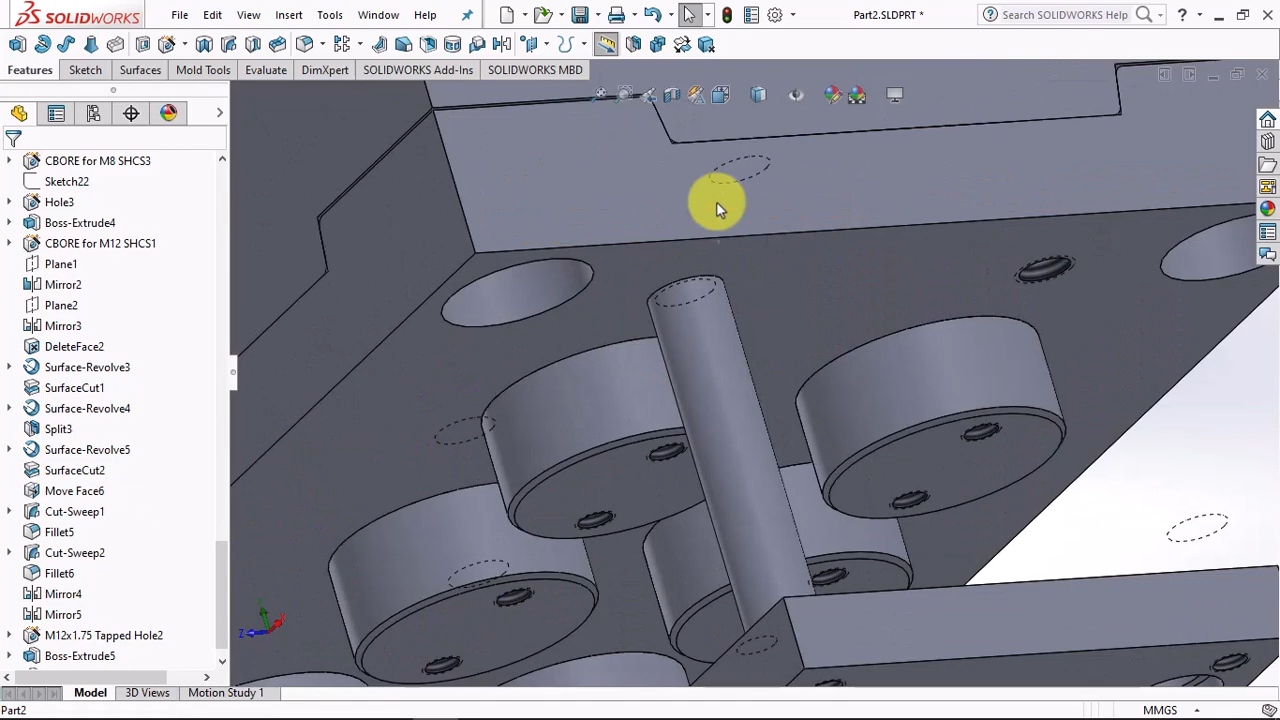 SOLIDWORKS File Edit View Insert Tools Window Help Part2.SLDPRT * Search SOLIDWORKS Help ?
Features Sketch Surfaces Mold Tools Evaluate DimXpert SOLIDWORKS Add-Ins SOLIDWORKS MBD
CBORE for M8 SHCS3
Sketch22
Hole3
Boss-Extrude4
CBORE for M12 SHCS1
Plane1
Mirror2
Plane2
Mirror3
DeleteFace2
Surface-Revolve3
SurfaceCut1
Surface-Revolve4
Split3
Surface-Revolve5
SurfaceCut2
Move Face6
Cut-Sweep1
Fillet5
Cut-Sweep2
Fillet6
Mirror4
Mirror5
M12x1.75 Tapped Hole2
Boss-Extrude5
Z
Model 3D Views Motion Study 1
Part2 MMGS